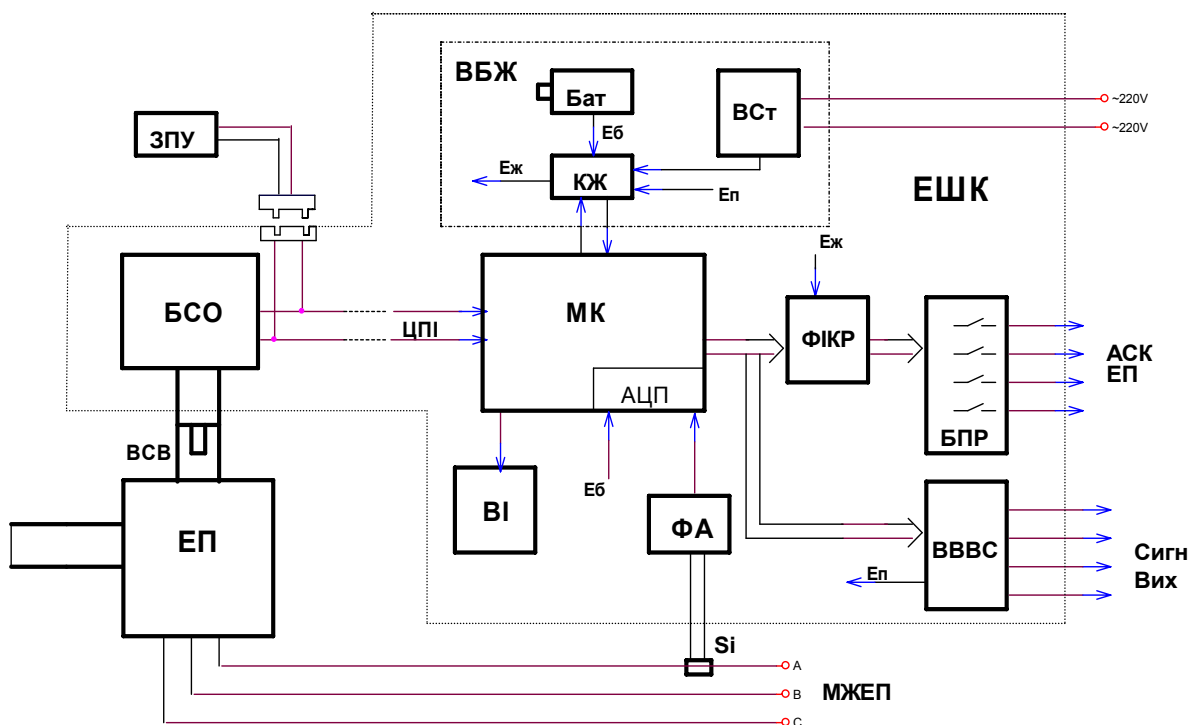 ВБЖ
Бат
ВСт
~220V
~220V
ЗПУ
Еб
Еж
КЖ
Еп
ЕШК
Еж
БСО
МК
ФІКР
ЦПІ
АСК
ЕП
АЦП
БПР
ВСВ
Еб
ВІ
ФА
ЕП
ВВВС
Сигн
Вих
Еп
Si
A
B
МЖЕП
C